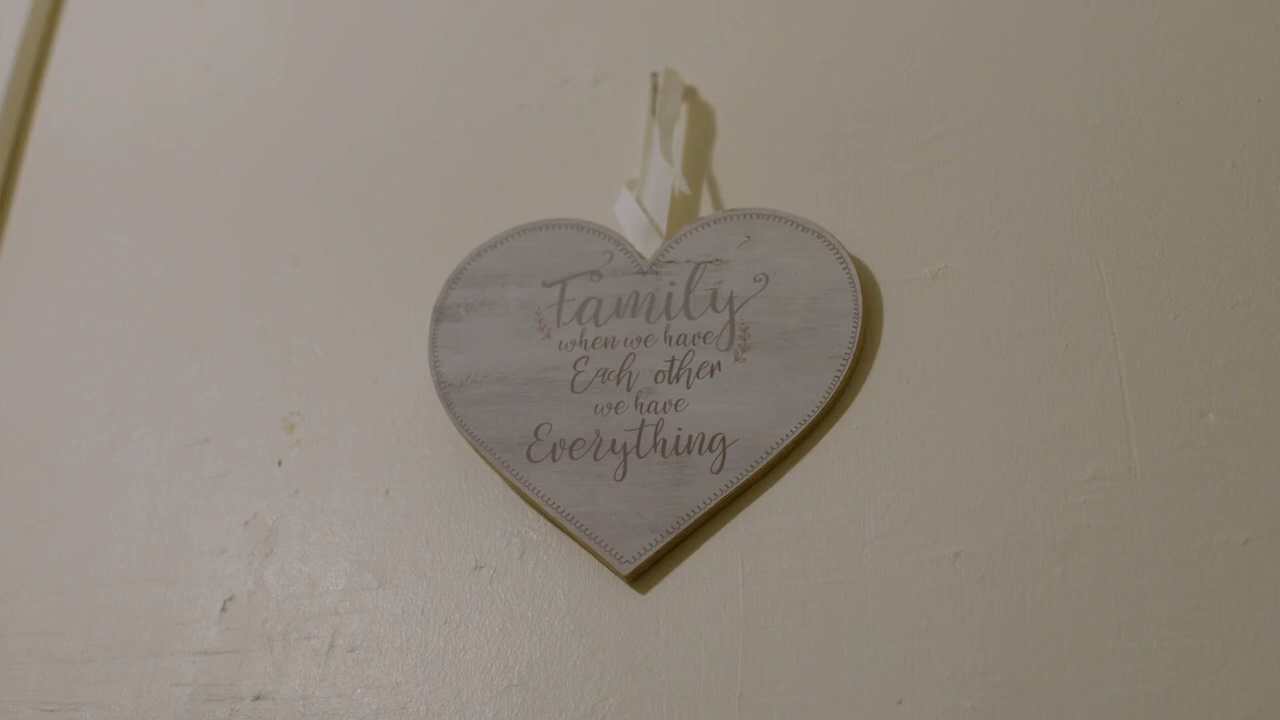 Family
when we have
Each other
we have
Everything